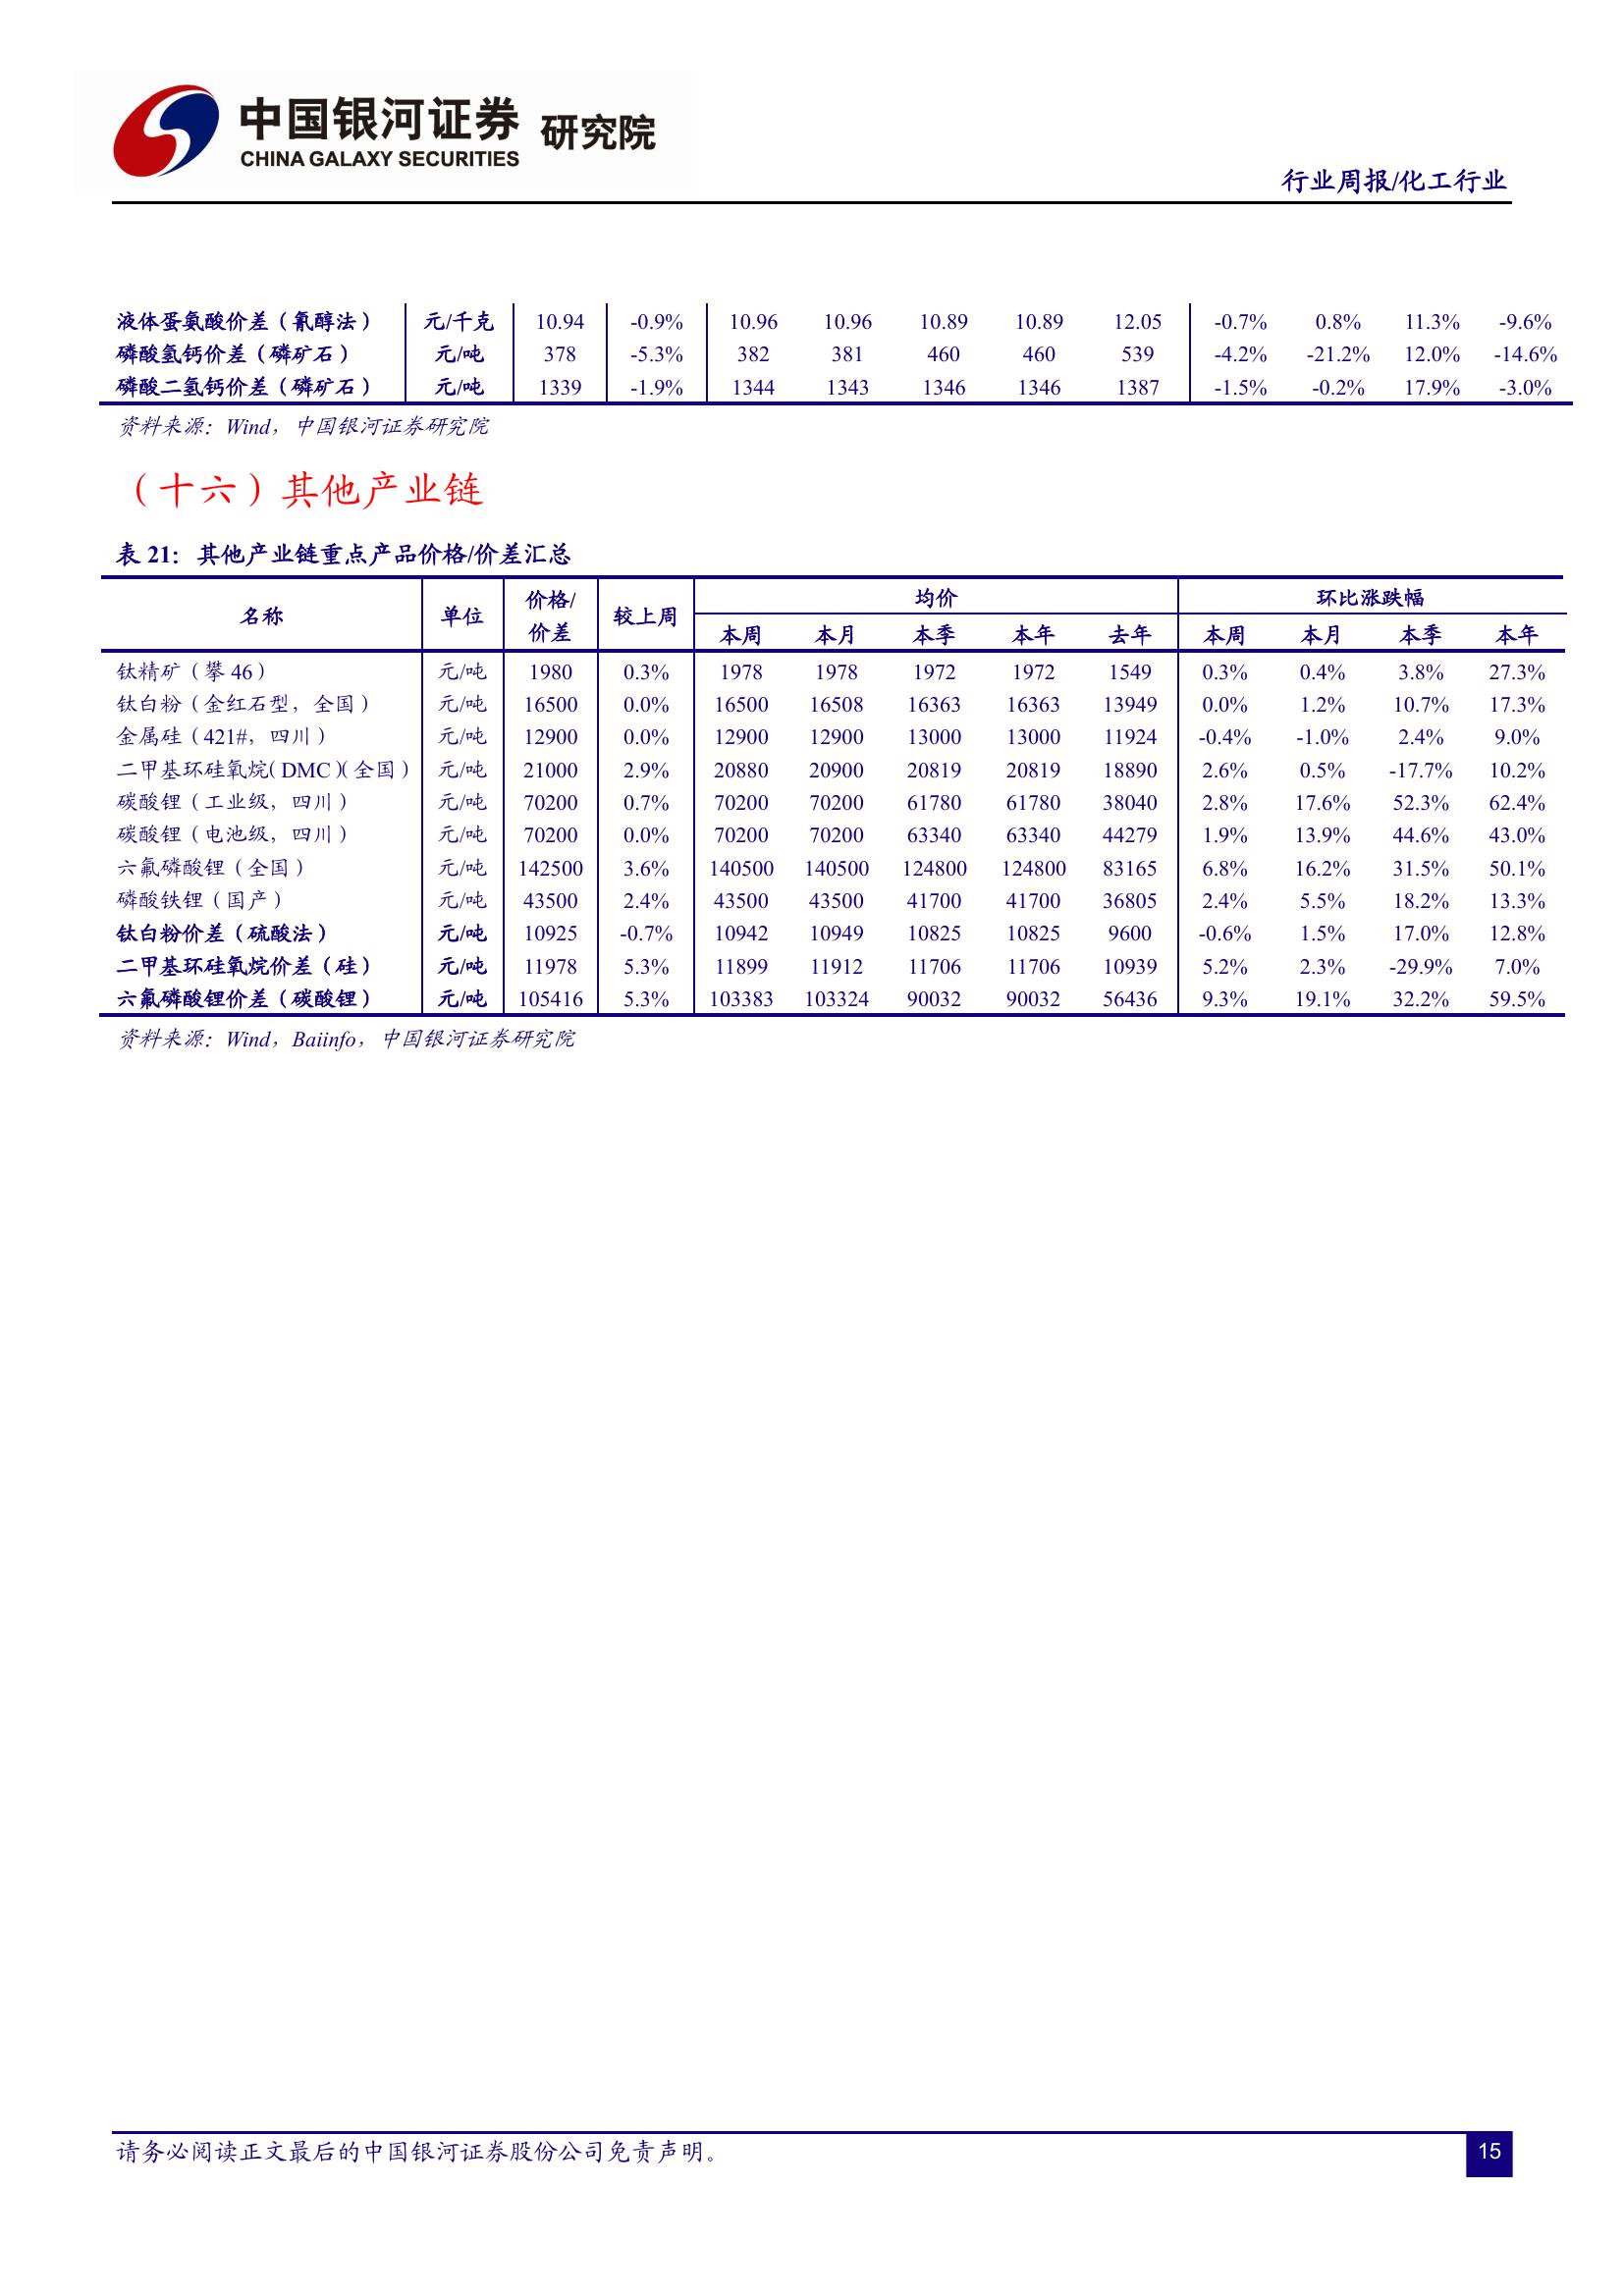 中国银河证券 研究院
CHINA GALAXY SECURITIES
行业周报/化工行业
液体蛋氨酸价差（氰醇法） 元/千克 10.94 -0.9% 10.96 10.96 10.89 10.89 12.05 -0.7% 0.8% 11.3% -9.6%
磷酸氢钙价差（磷矿石） 元/吨 378 -5.3% 382 381 460 460 539 -4.2% -21.2% 12.0% -14.6%
磷酸二氢钙价差（磷矿石） 元/吨 1339 -1.9% 1344 1343 1346 1346 1387 -1.5% -0.2% 17.9% -3.0%
资料来源：Wind，中国银河证券研究院
（十六）其他产业链
表 21：其他产业链重点产品价格/价差汇总
名称 单位 价格/价差 较上周 均价 环比涨跌幅
本周 本月 本季 本年 去年 本周 本月 本季 本年
钛精矿（攀 46） 元/吨 1980 0.3% 1978 1978 1972 1972 1549 0.3% 0.4% 3.8% 27.3%
钛白粉（金红石型，全国） 元/吨 16500 0.0% 16500 16508 16363 16363 13949 0.0% 1.2% 10.7% 17.3%
金属硅（421#，四川） 元/吨 12900 0.0% 12900 12900 13000 13000 11924 -0.4% -1.0% 2.4% 9.0%
二甲基环硅氧烷（DMC）（全国） 元/吨 21000 2.9% 20880 20900 20819 20819 18890 2.6% 0.5% -17.7% 10.2%
碳酸锂（工业级，四川） 元/吨 70200 0.7% 70200 70200 61780 61780 38040 2.8% 17.6% 52.3% 62.4%
碳酸锂（电池级，四川） 元/吨 70200 0.0% 70200 70200 63340 63340 44279 1.9% 13.9% 44.6% 43.0%
六氟磷酸锂（全国） 元/吨 142500 3.6% 140500 140500 124800 124800 83165 6.8% 16.2% 31.5% 50.1%
磷酸铁锂（国产） 元/吨 43500 2.4% 43500 43500 41700 41700 36805 2.4% 5.5% 18.2% 13.3%
钛白粉价差（硫酸法） 元/吨 10925 -0.7% 10942 10949 10825 10825 9600 -0.6% 1.5% 17.0% 12.8%
二甲基环硅氧烷价差（硅） 元/吨 11978 5.3% 11899 11912 11706 11706 10939 5.2% 2.3% -29.9% 7.0%
六氟磷酸锂价差（碳酸锂） 元/吨 105416 5.3% 103383 103324 90032 90032 56436 9.3% 19.1% 32.2% 59.5%
资料来源：Wind，Baiinfo，中国银河证券研究院
请务必阅读正文最后的中国银河证券股份公司免责声明。
15